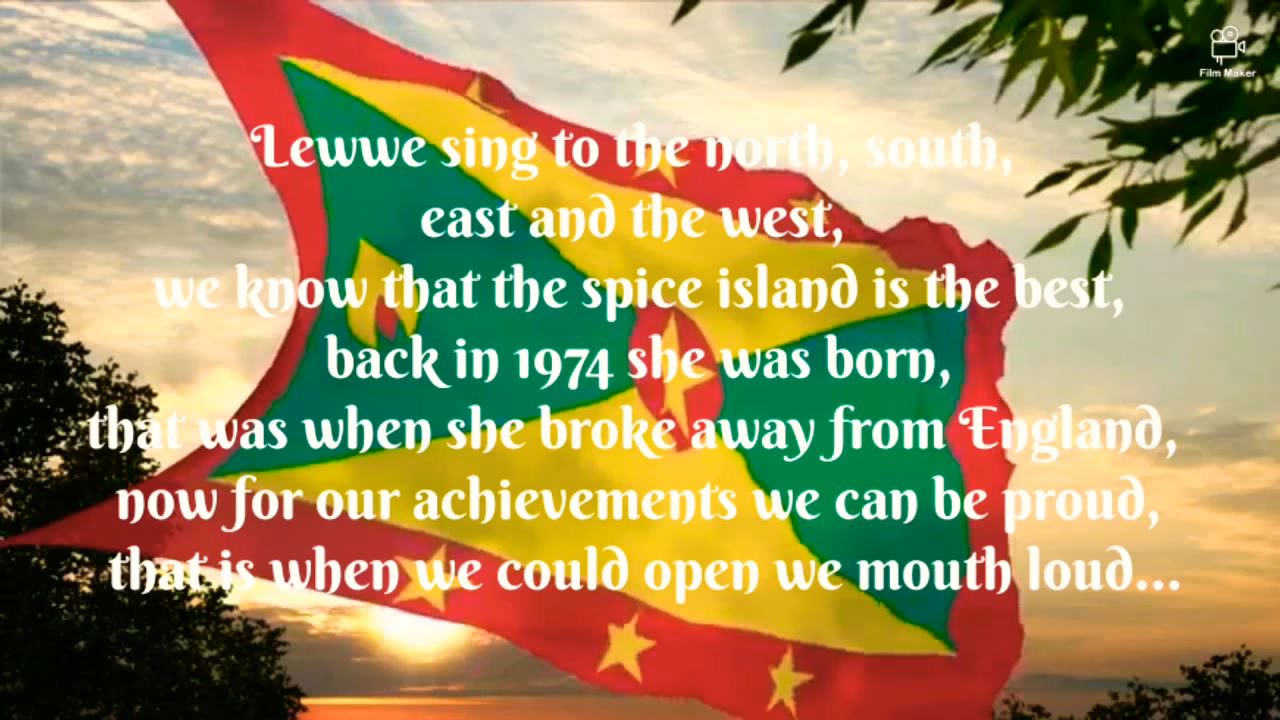 Film Maker
Lewwe sing to the north, south,
east and the west,
we know that the spice island is the best,
back in 1974 she was born,
that was when she broke away from England,
now for our achievements we can be proud,
that is when we could open we mouth loud...